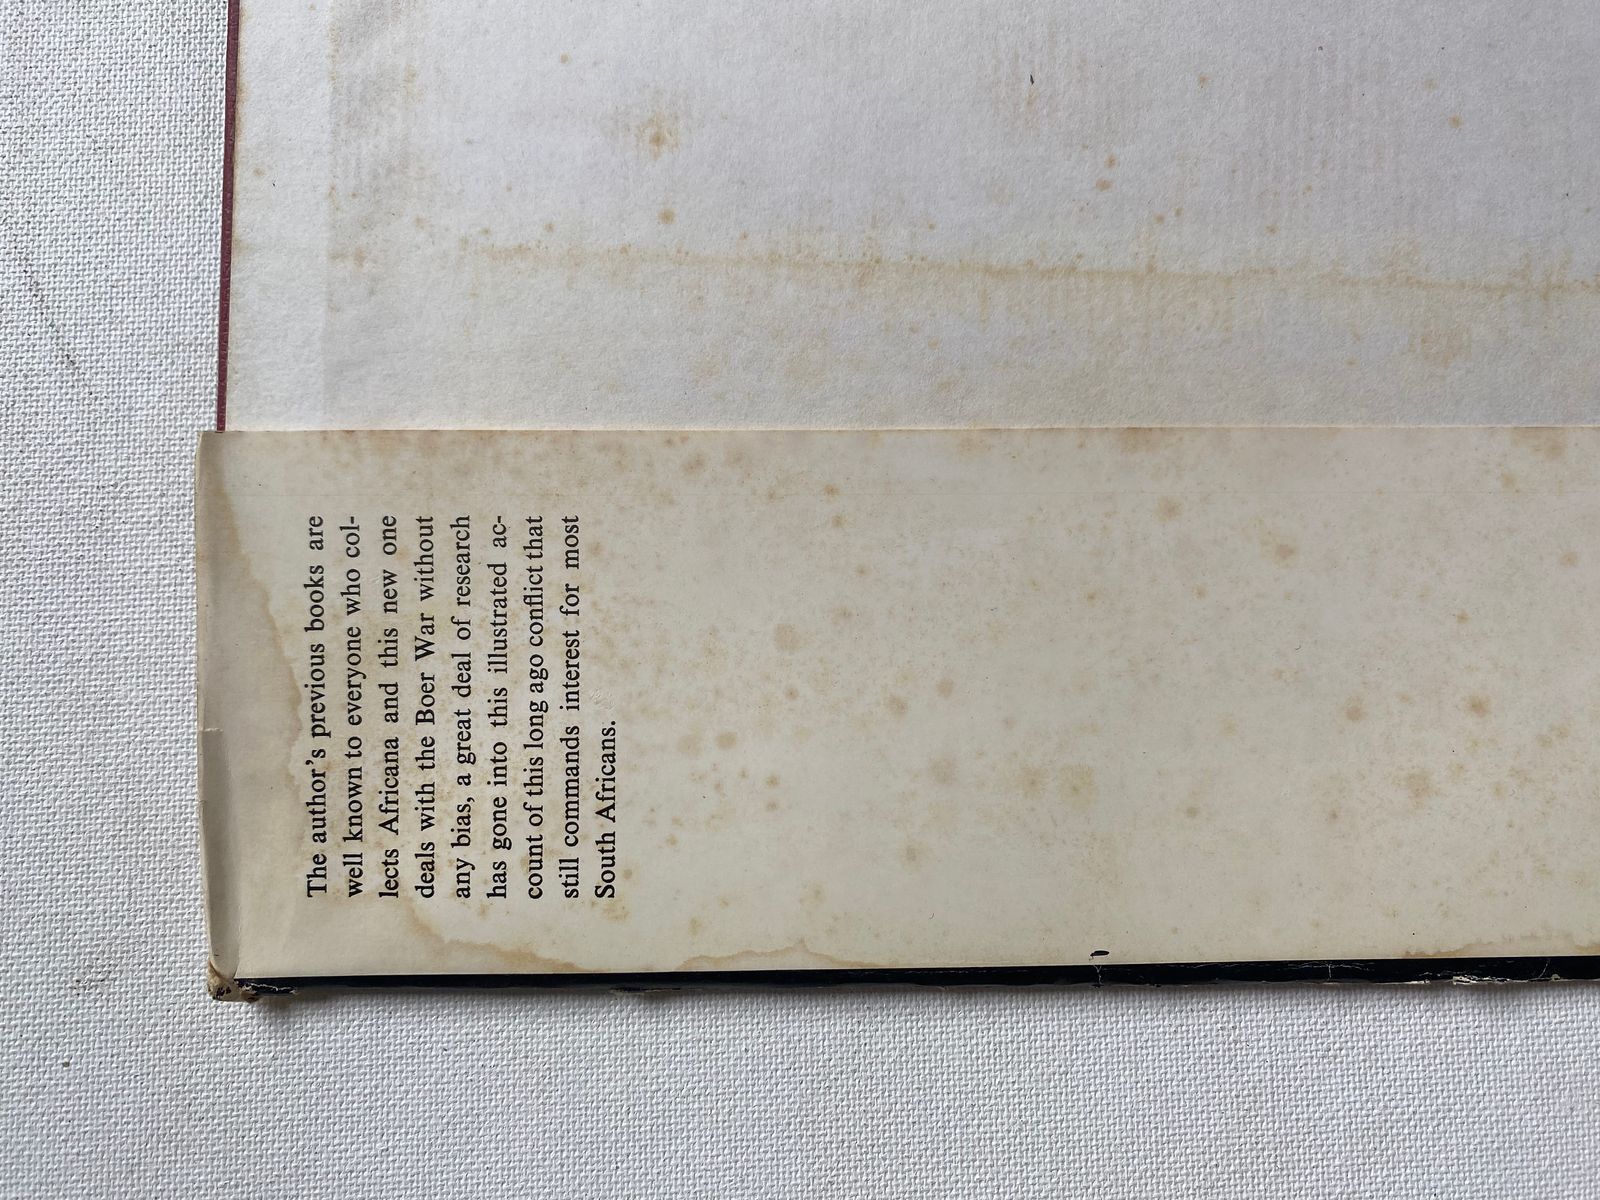 The author's previous books are
well known to everyone who col-
lects Africana and this new one
deals with the Boer War without
any bias, a great deal of research
has gone into this illustrated ac-
count of this long ago conflict that
still commands interest for most
South Africans.